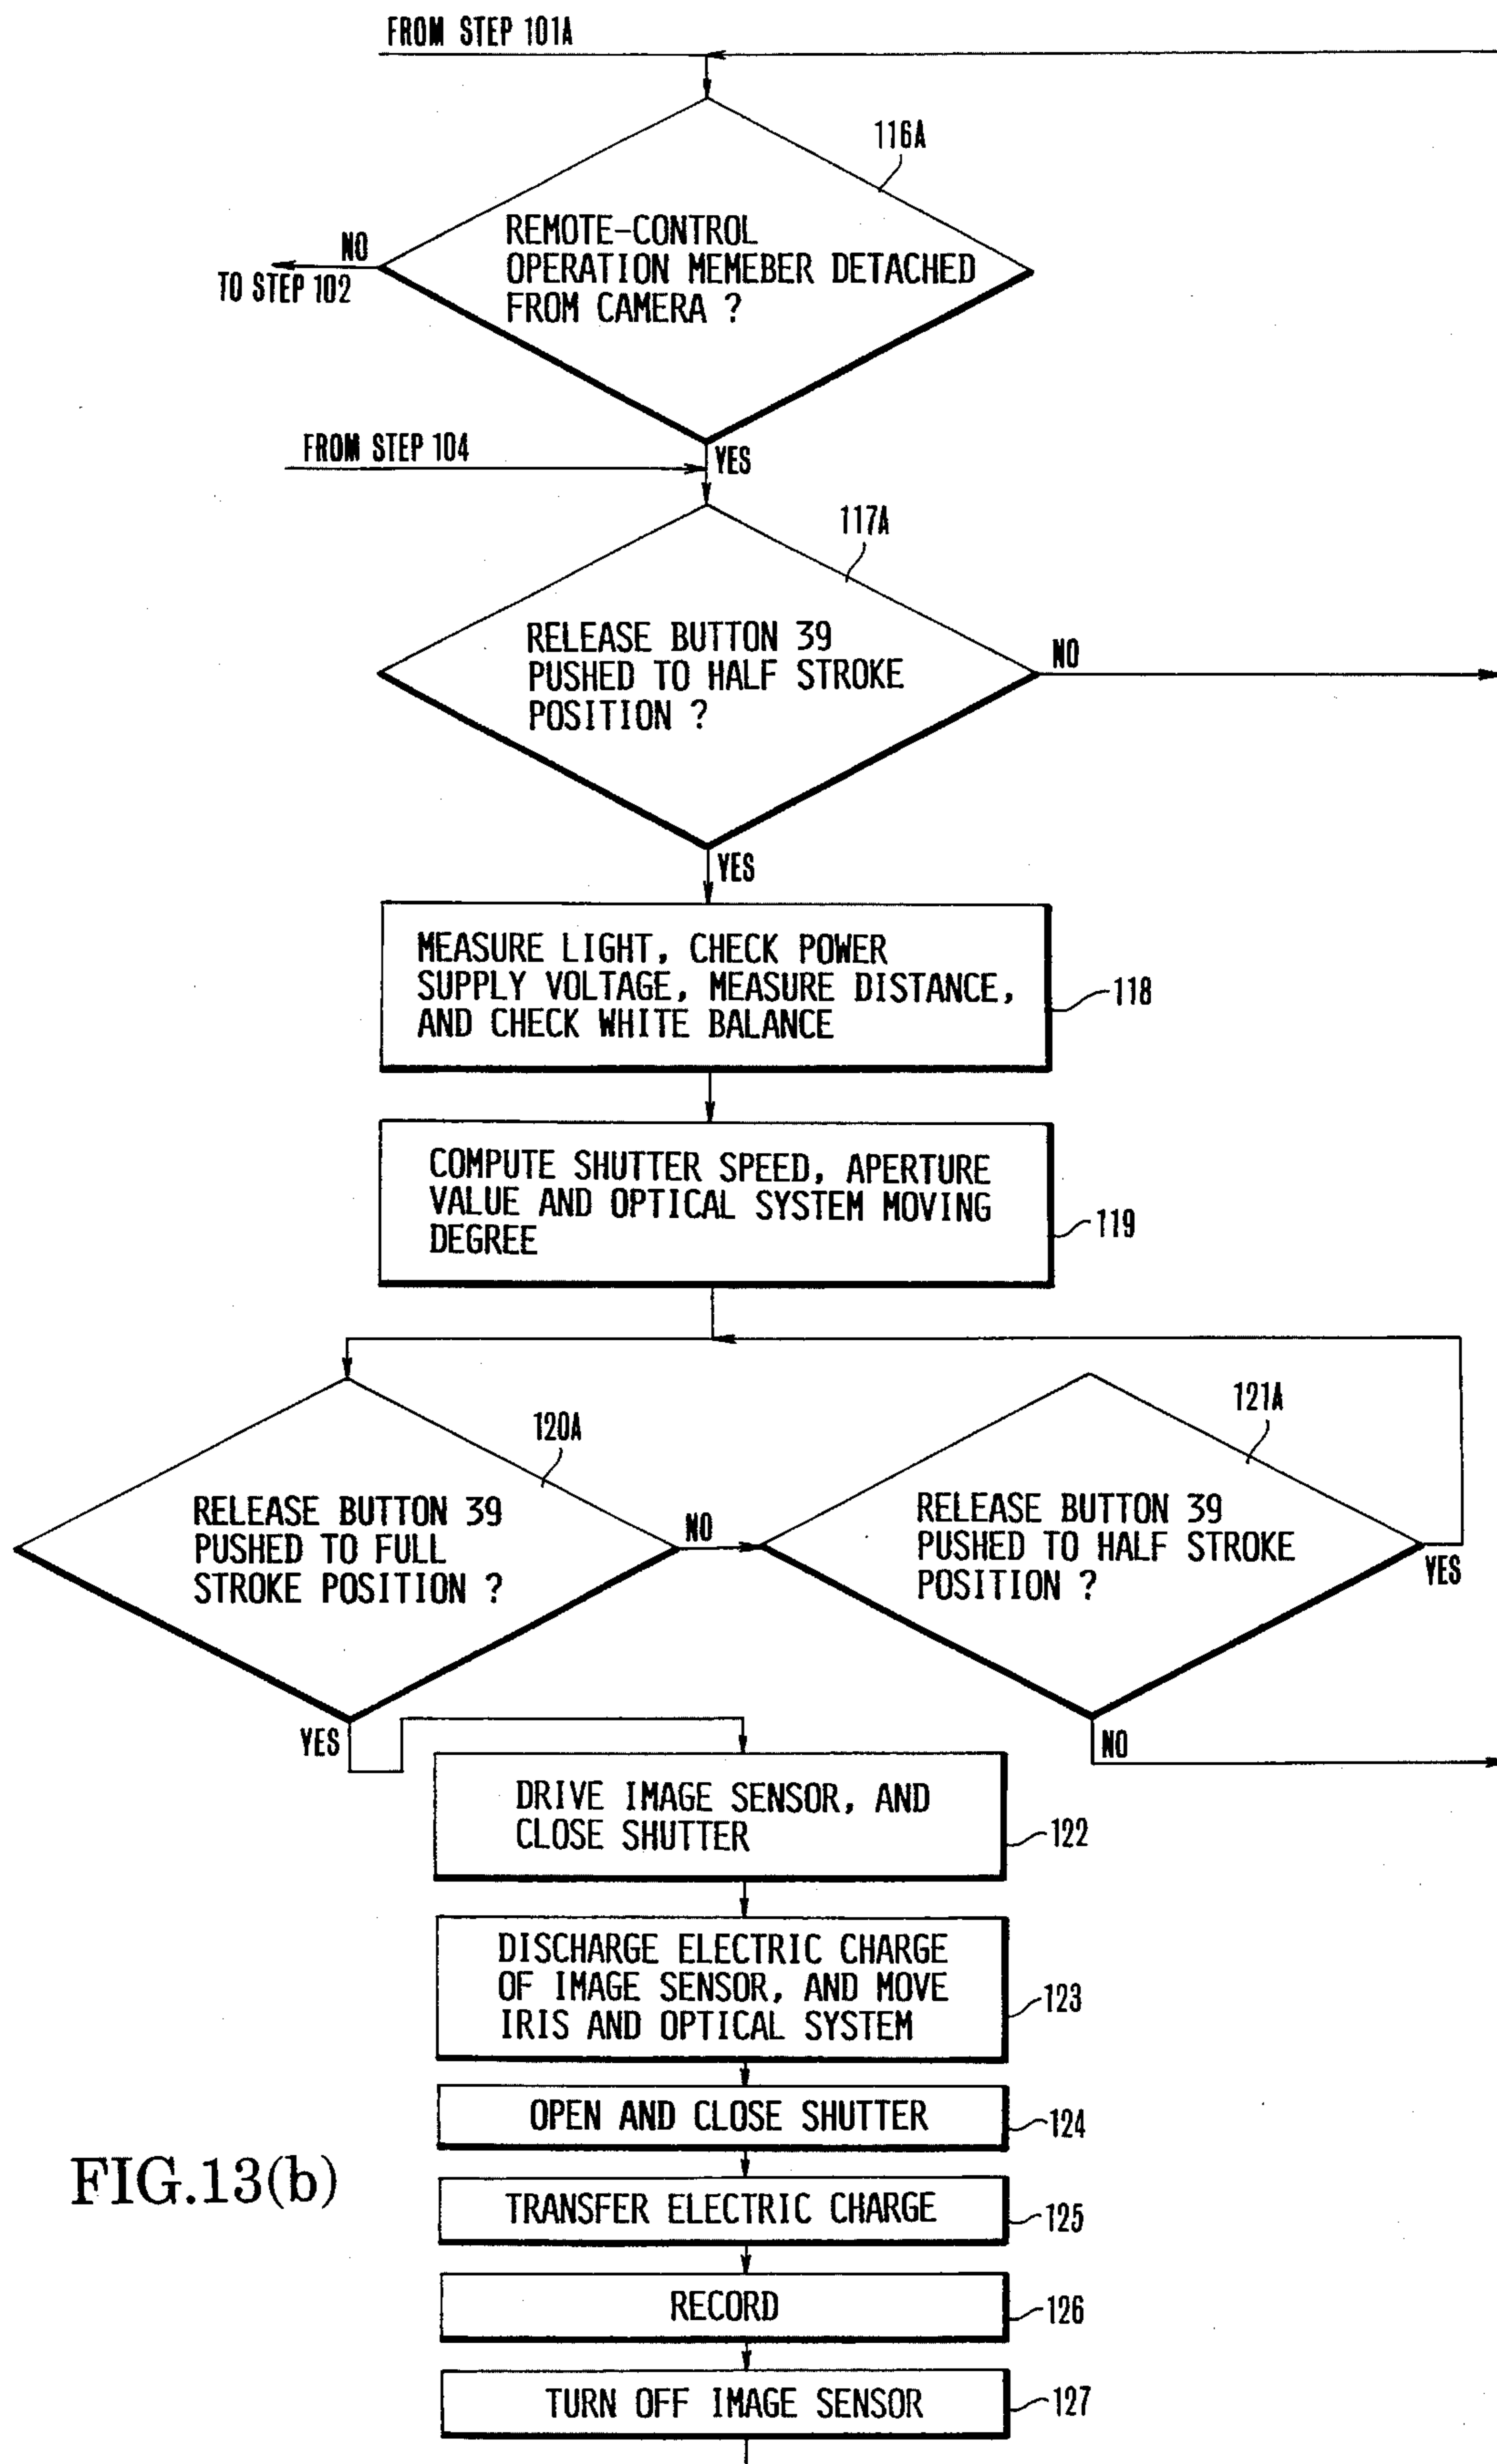 FROM STEP 101A
116A
REMOTE-CONTROL
OPERATION MEMEBER DETACHED
FROM CAMERA ?
NO
TO STEP 102
FROM STEP 104
YES
117A
RELEASE BUTTON 39
PUSHED TO HALF STROKE
POSITION ?
NO
YES
MEASURE LIGHT, CHECK POWER
SUPPLY VOLTAGE, MEASURE DISTANCE,
AND CHECK WHITE BALANCE
118
COMPUTE SHUTTER SPEED, APERTURE
VALUE AND OPTICAL SYSTEM MOVING
DEGREE
119
120A
RELEASE BUTTON 39
PUSHED TO FULL
STROKE POSITION ?
NO
121A
RELEASE BUTTON 39
PUSHED TO HALF STROKE
POSITION ?
YES
YES
NO
DRIVE IMAGE SENSOR, AND
CLOSE SHUTTER
122
DISCHARGE ELECTRIC CHARGE
OF IMAGE SENSOR, AND MOVE
IRIS AND OPTICAL SYSTEM
123
OPEN AND CLOSE SHUTTER
124
FIG.13(b)
TRANSFER ELECTRIC CHARGE
125
RECORD
126
TURN OFF IMAGE SENSOR
127